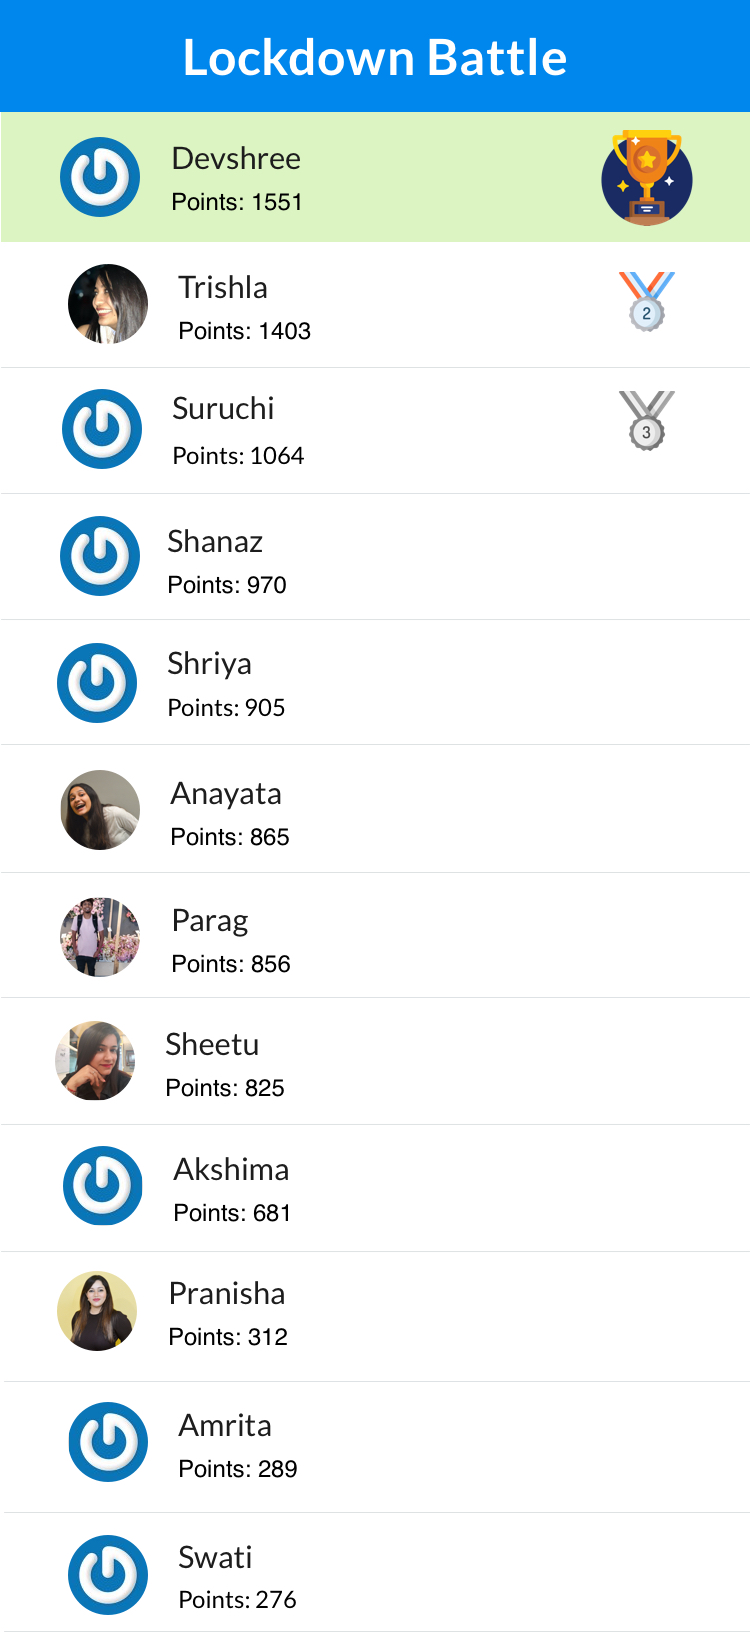 Lockdown Battle
Devshree
Points: 1551
Trishla
Points: 1403
2
Suruchi
Points: 1064
3
Shanaz
Points: 970
Shriya
Points: 905
Anayata
Points: 865
Parag
Points: 856
Sheetu
Points: 825
Akshima
Points: 681
Pranisha
Points: 312
Amrita
Points: 289
Swati
Points: 276